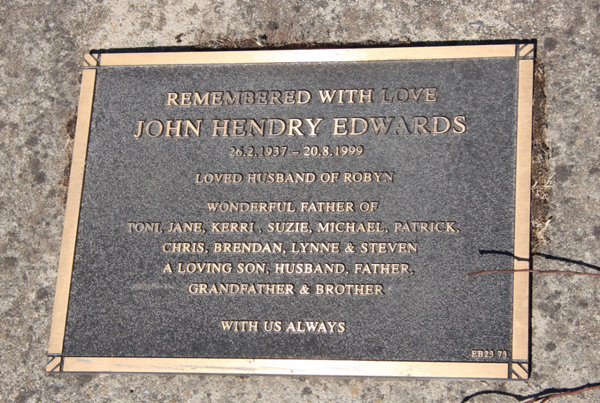 REMEMBERED WITH LOVE
JOHN HENDRY EDWARDS
26.2.1937 – 20.8.1999
LOVED HUSBAND OF ROBYN
WONDERFUL FATHER OF
TONI, JANE, KERRI , SUZIE, MICHAEL, PATRICK,
CHRIS, BRENDAN, LYNNE & STEVEN
A LOVING SON, HUSBAND, FATHER,
GRANDFATHER & BROTHER
WITH US ALWAYS
EB23 73